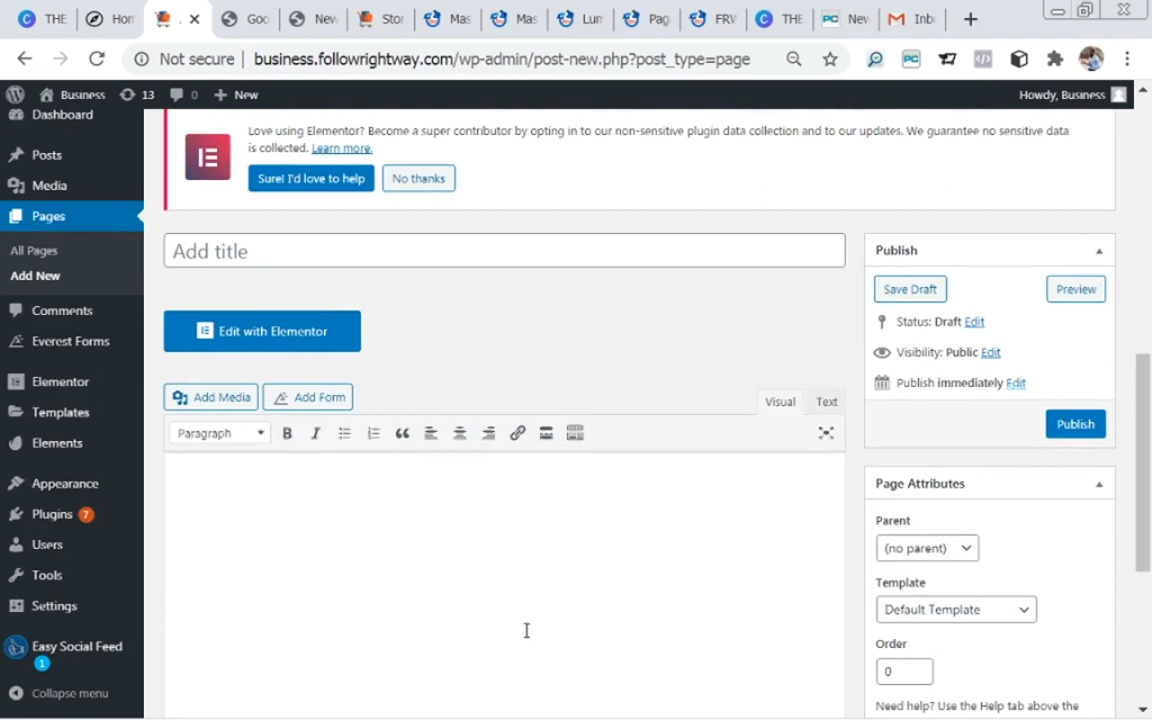 THE
Hom
.
Goo
New
Stor
Mas
Mas
Lum
Pag
FRW
THE
PC
New
Inb
Not secure
business.followrightway.com/wp-admin/post-new.php?post_type=page
PC
Business
13
0
New
Howdy, Business
Dashboard
Posts
Media
Pages
All Pages
Add New
Comments
Everest Forms
Elementor
Templates
Elements
Appearance
Plugins 7
Users
Tools
Settings
Easy Social Feed
1
Collapse menu
Love using Elementor? Become a super contributor by opting in to our non-sensitive plugin data collection and to our updates. We guarantee no sensitive data
is collected. Learn more.
Sure! I'd love to help
No thanks
Add title
Edit with Elementor
Add Media
Add Form
Visual
Text
Paragraph
B
I
Publish
Save Draft
Preview
Status: Draft Edit
Visibility: Public Edit
Publish immediately Edit
Publish
Page Attributes
Parent
(no parent)
Template
Default Template
Order
0
Need help? Use the Help tab above the